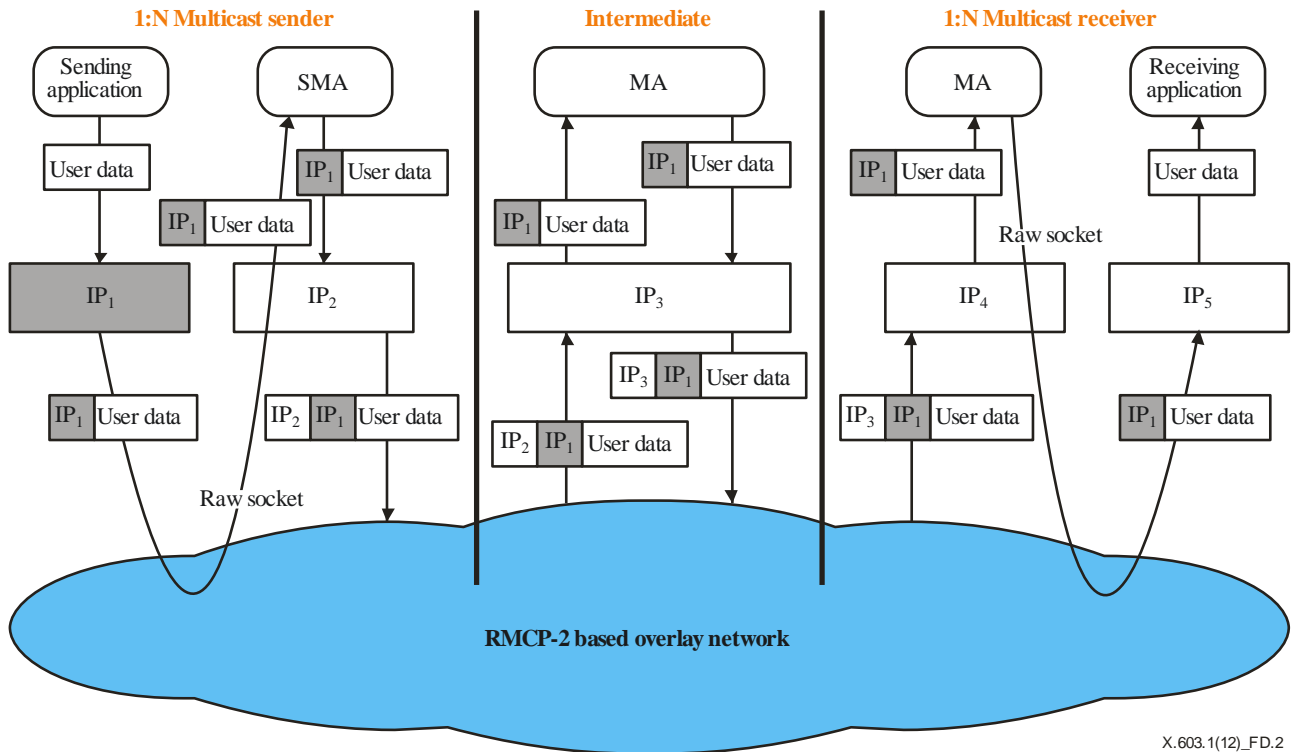 1:N Multicast sender
Intermediate
1:N Multicast receiver
Sending
application
SMA
MA
MA
Receiving
application
User data
IP1 User data
IP1 User data
IP1 User data
IP1 User data
IP1 User data
User data
Raw socket
IP1
IP2
IP3
IP4
IP5
IP1 User data
IP2 IP1 User data
IP3 IP1 User data
IP2 IP1 User data
IP3 IP1 User data
IP1 User data
Raw socket
RMCP-2 based overlay network
X.603.1(12)_FD.2